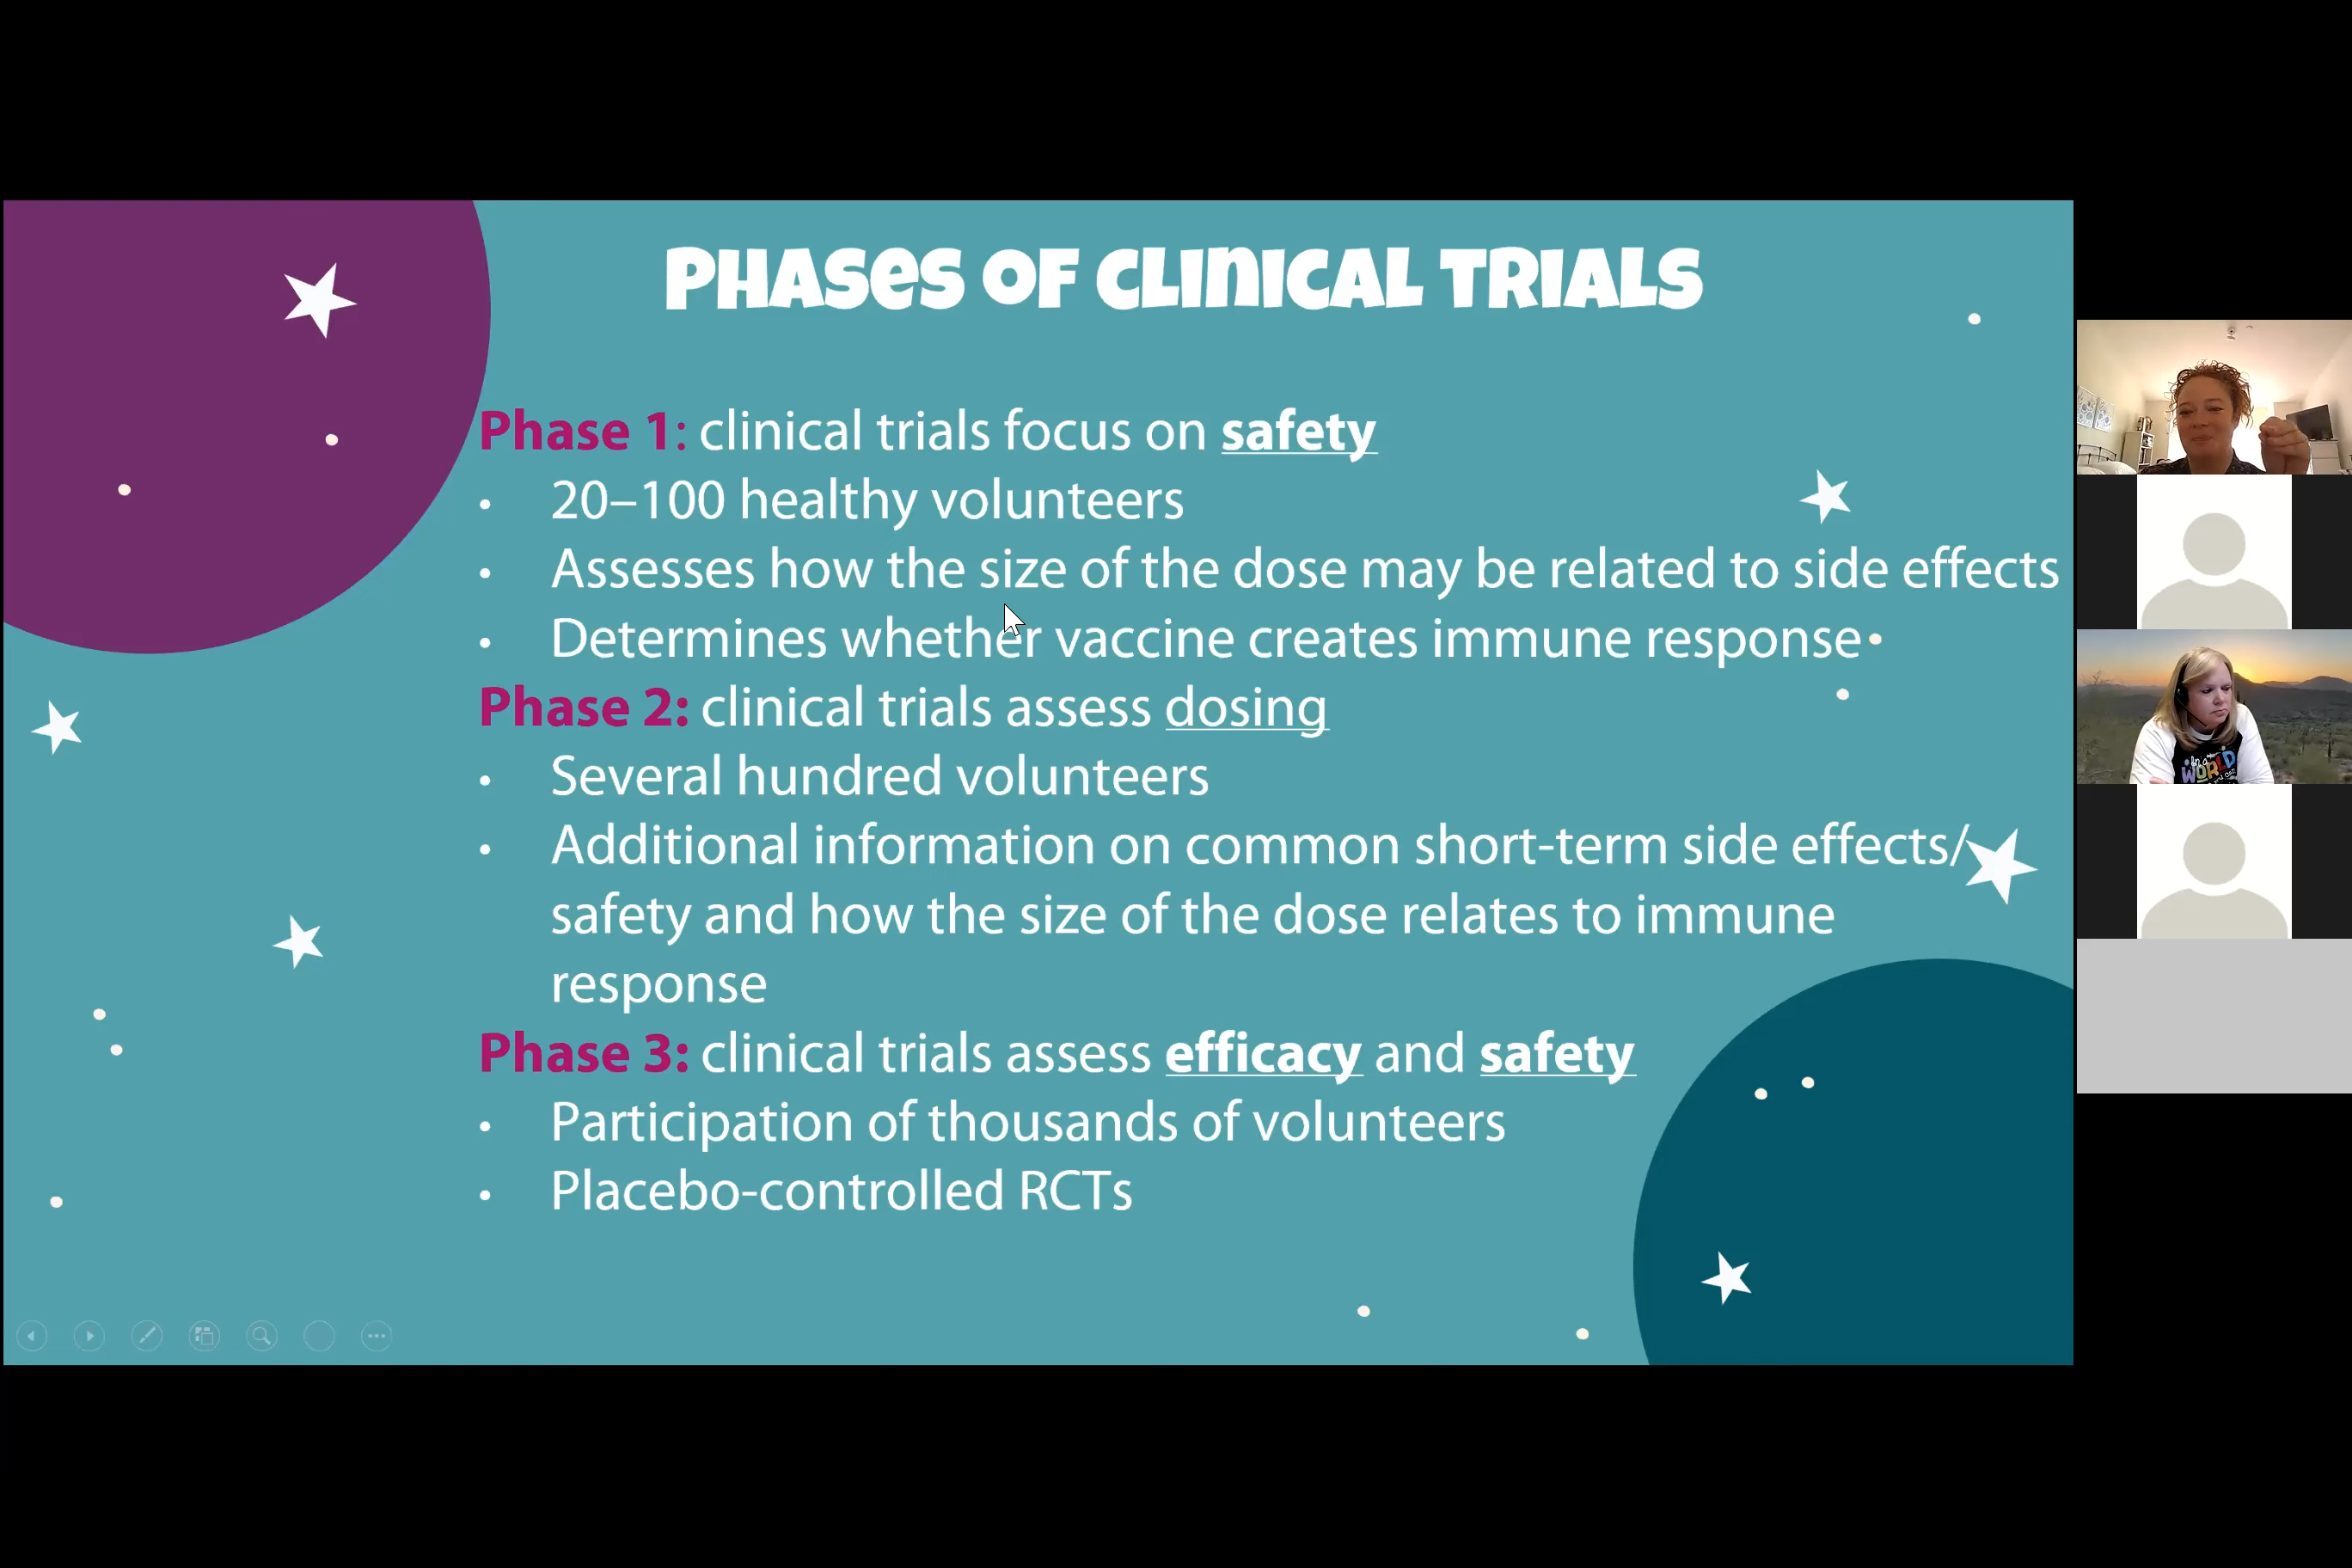 PHASES OF CLINICAL TRIALS
Phase 1: clinical trials focus on safety
• 20–100 healthy volunteers
• Assesses how the size of the dose may be related to side effects
• Determines whether vaccine creates immune response
Phase 2: clinical trials assess dosing
• Several hundred volunteers
• Additional information on common short-term side effects/
safety and how the size of the dose relates to immune
response
Phase 3: clinical trials assess efficacy and safety
• Participation of thousands of volunteers
• Placebo-controlled RCTs
WORLD